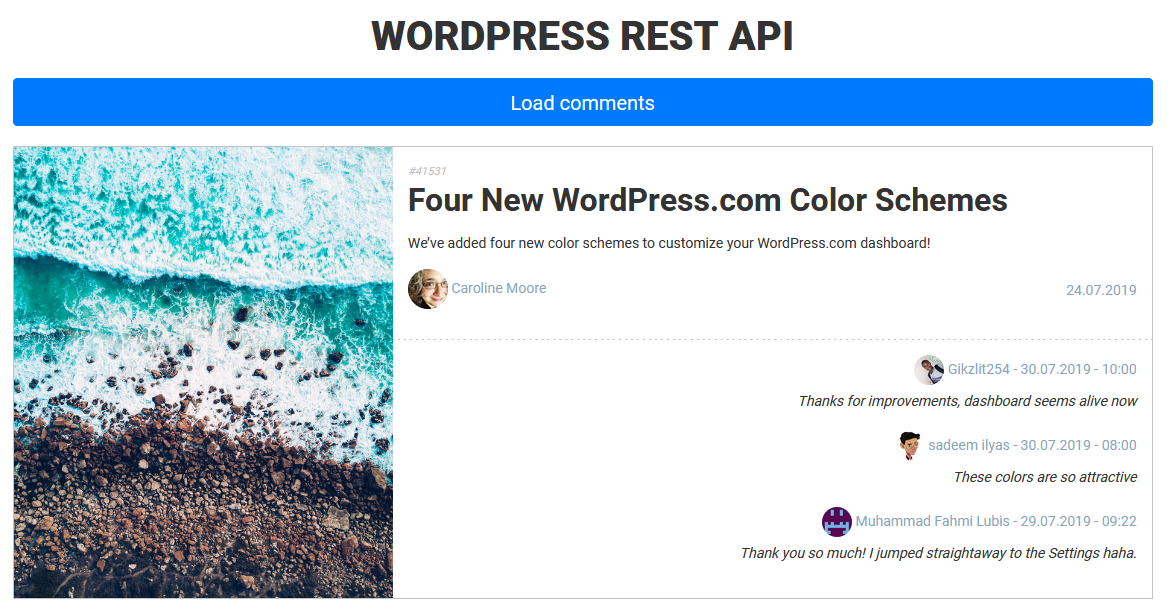 WORDPRESS REST API
Load comments
#41531
Four New WordPress.com Color Schemes
We’ve added four new color schemes to customize your WordPress.com dashboard!
Caroline Moore
24.07.2019
Gikzlit254 - 30.07.2019 - 10:00
Thanks for improvements, dashboard seems alive now
sadeem ilyas - 30.07.2019 - 08:00
These colors are so attractive
Muhammad Fahmi Lubis - 29.07.2019 - 09:22
Thank you so much! I jumped straightaway to the Settings haha.